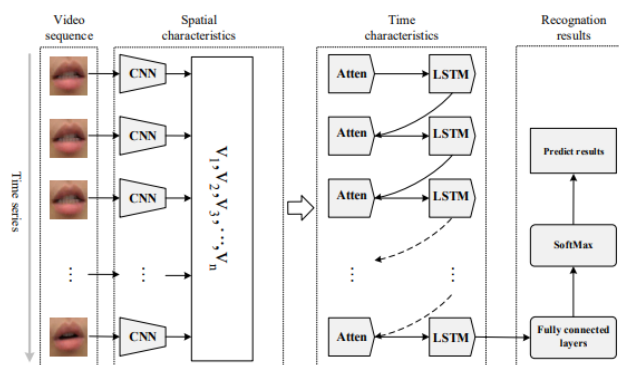 Video
sequence
Spatial
characteristics
Time
characteristics
Recognation
results
Time series
CNN
CNN
CNN
⋮
⋮
CNN
V1,V2,V3,···,Vn
Atten
LSTM
Atten
LSTM
Atten
LSTM
⋮
⋮
Atten
LSTM
Predict results
SoftMax
Fully connected
layers